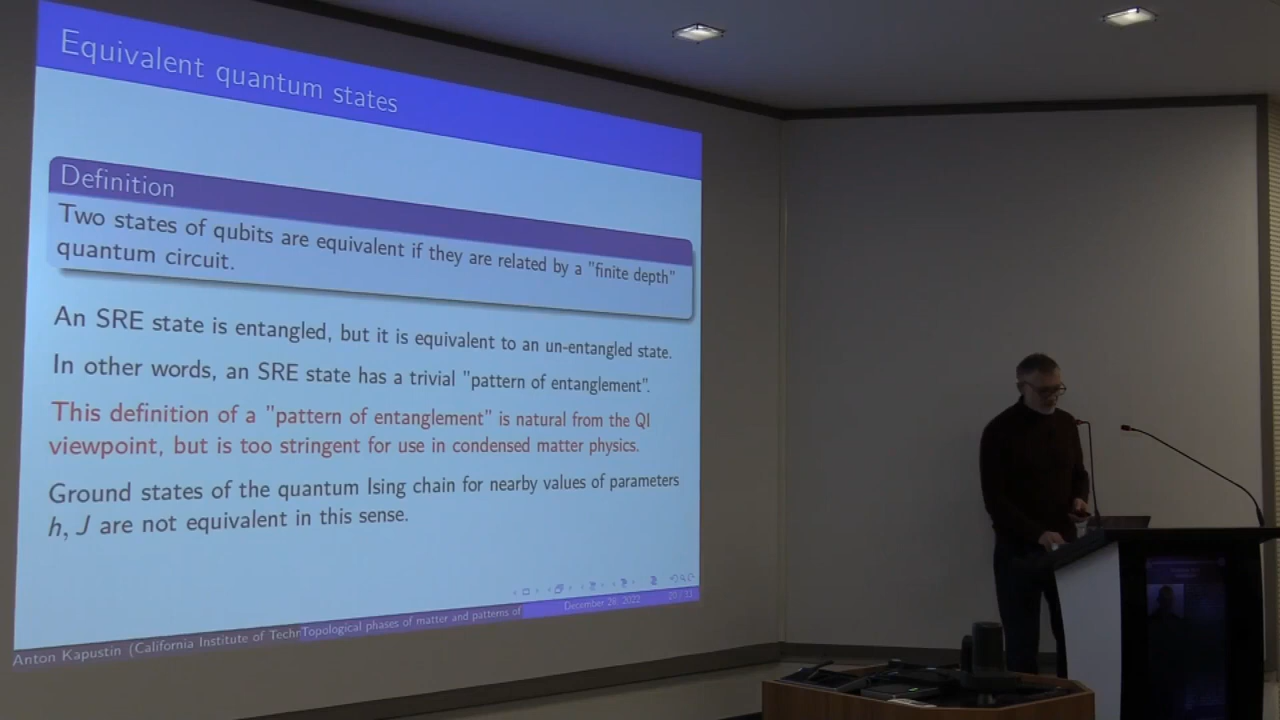 Equivalent quantum states
Definition
Two states of qubits are equivalent if they are related by a "finite depth"
quantum circuit.
An SRE state is entangled, but it is equivalent to an un-entangled state.
In other words, an SRE state has a trivial "pattern of entanglement".
This definition of a "pattern of entanglement" is natural from the QI
viewpoint, but is too stringent for use in condensed matter physics.
Ground states of the quantum Ising chain for nearby values of parameters
h, J are not equivalent in this sense.
Anton Kapustin (California Institute of Techn Topological phases of matter and patterns of December 2022